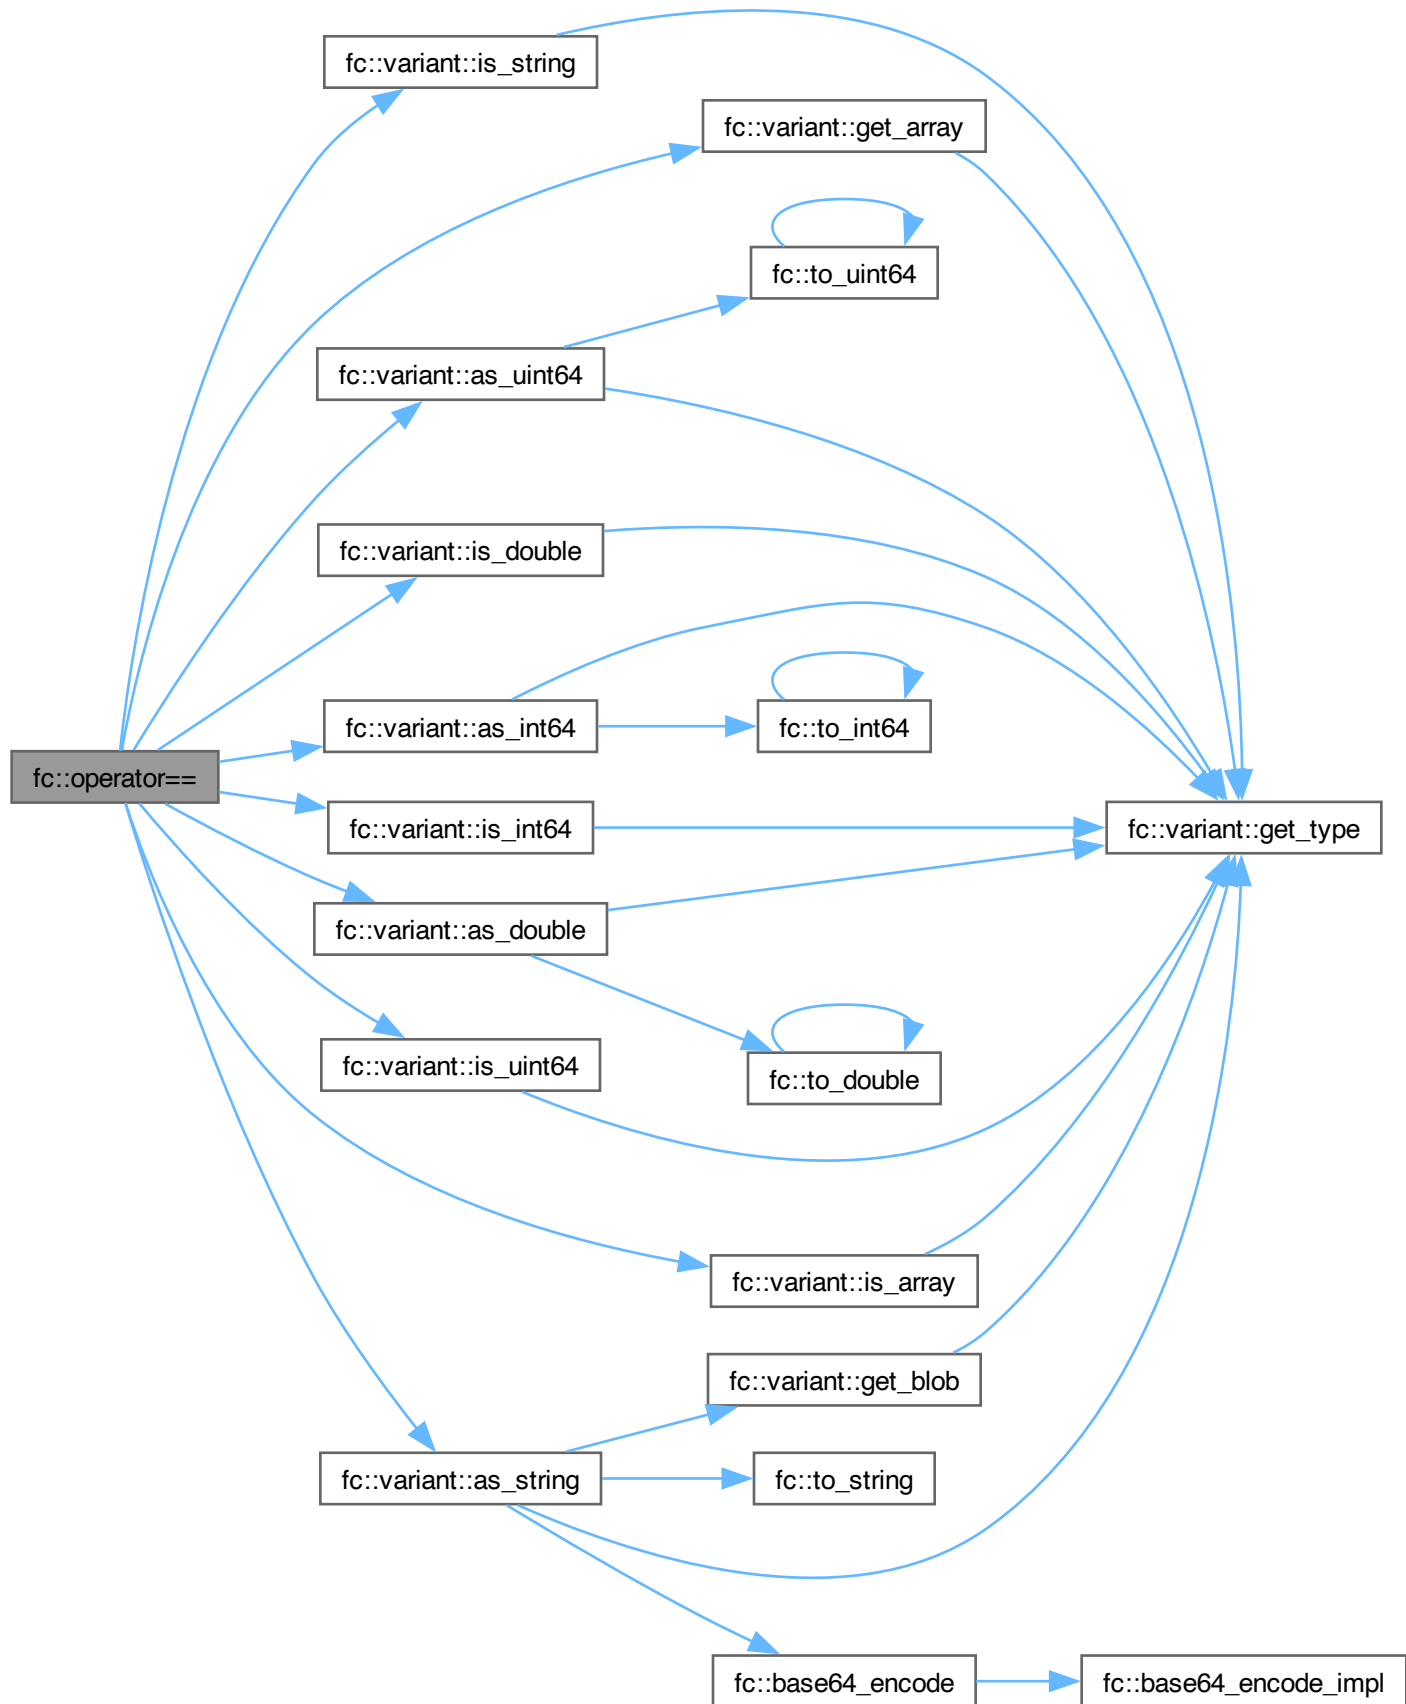 fc::variant::is_string
fc::variant::get_array
fc::to_uint64
fc::variant::as_uint64
fc::variant::is_double
fc::variant::as_int64
fc::to_int64
fc::operator==
fc::variant::is_int64
fc::variant::get_type
fc::variant::as_double
fc::variant::is_uint64
fc::to_double
fc::variant::is_array
fc::variant::get_blob
fc::variant::as_string
fc::to_string
fc::base64_encode
fc::base64_encode_impl